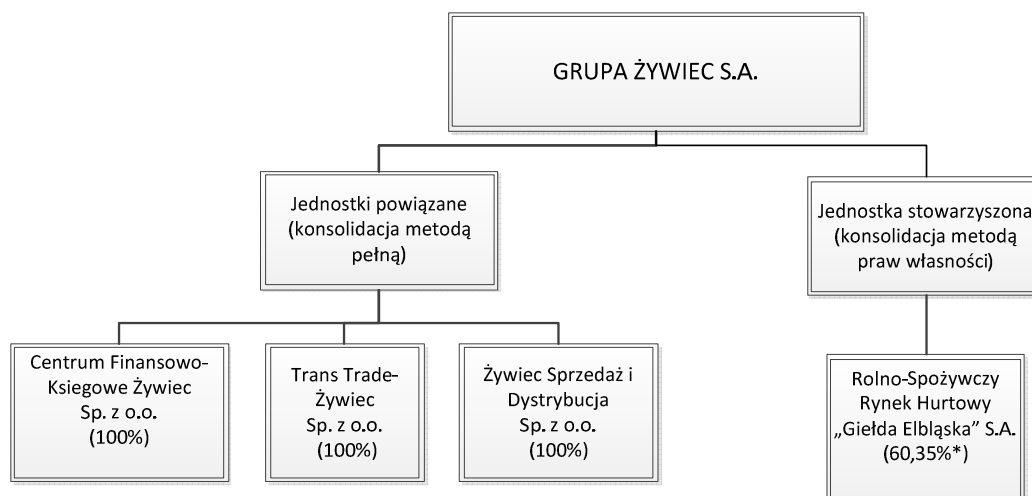 GRUPA ŻYWIEC S.A.
Jednostki powiązane
(konsolidacja metodą
pełną)
Jednostka stowarzyszona
(konsolidacja metodą
praw własności)
Centrum Finansowo-
Ksiegowe Żywiec
Sp. z o.o.
(100%)
Trans Trade-
Żywiec
Sp. z o.o.
(100%)
Żywiec Sprzedaż i
Dystrybucja
Sp. z o.o.
(100%)
Rolno-Spożywczy
Rynek Hurtowy
„Giełda Elbląska” S.A.
(60,35%*)